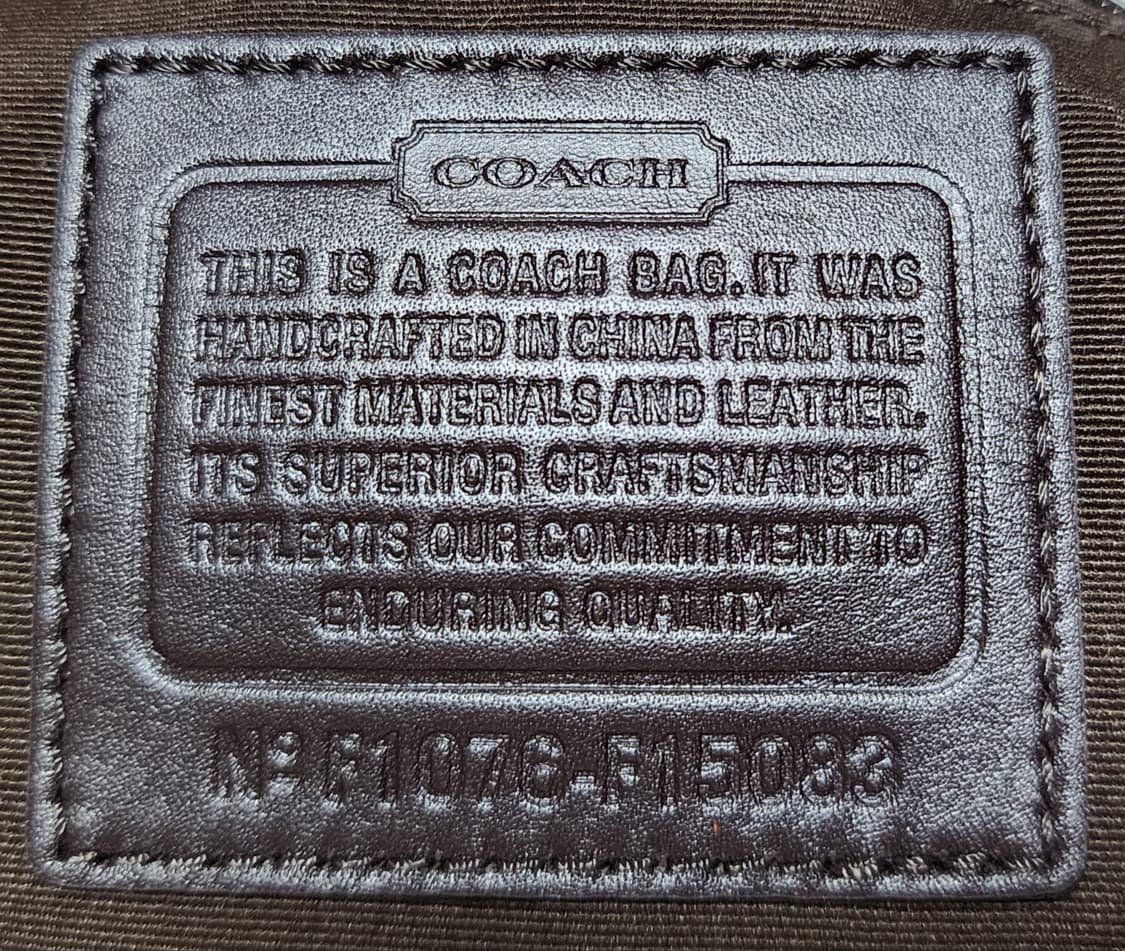 COACH
THIS IS A COACH BAG. IT WAS
HANDCRAFTED IN CHINA FROM THE
FINEST MATERIALS AND LEATHER.
ITS SUPERIOR CRAFTSMANSHIP
REFLECTS OUR COMMITMENT TO
ENDURING QUALITY.
Nº F1076-F15083